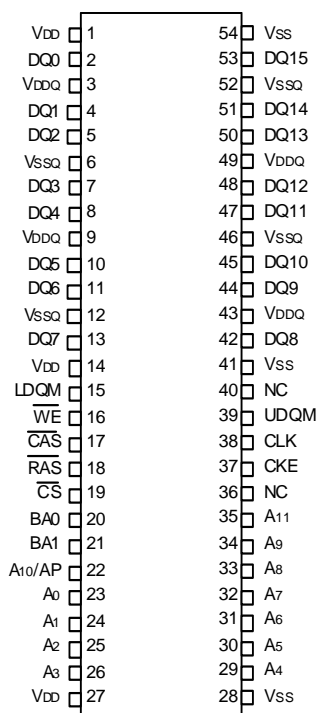 VDD 1 54 VSS
DQ0 2 53 DQ15
VDDQ 3 52 VSSQ
DQ1 4 51 DQ14
DQ2 5 50 DQ13
VSSQ 6 49 VDDQ
DQ3 7 48 DQ12
DQ4 8 47 DQ11
VDDQ 9 46 VSSQ
DQ5 10 45 DQ10
DQ6 11 44 DQ9
VSSQ 12 43 VDDQ
DQ7 13 42 DQ8
VDD 14 41 VSS
LDQM 15 40 NC
W̅E̅ 16 39 UDQM
C̅A̅S̅ 17 38 CLK
R̅A̅S̅ 18 37 CKE
C̅S̅ 19 36 NC
BA0 20 35 A11
BA1 21 34 A9
A10/AP 22 33 A8
A0 23 32 A7
A1 24 31 A6
A2 25 30 A5
A3 26 29 A4
VDD 27 28 VSS